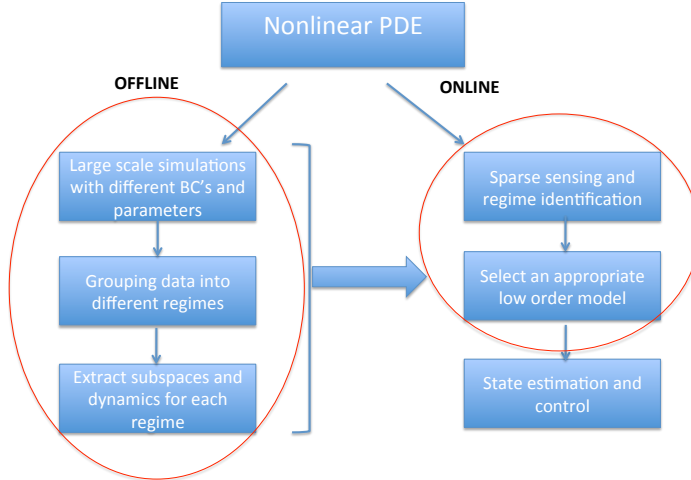 Nonlinear PDE
OFFLINE
ONLINE
Large scale simulations
with different BC's and
parameters
Grouping data into
different regimes
Extract subspaces and
dynamics for each
regime
Sparse sensing and
regime identification
Select an appropriate
low order model
State estimation and
control